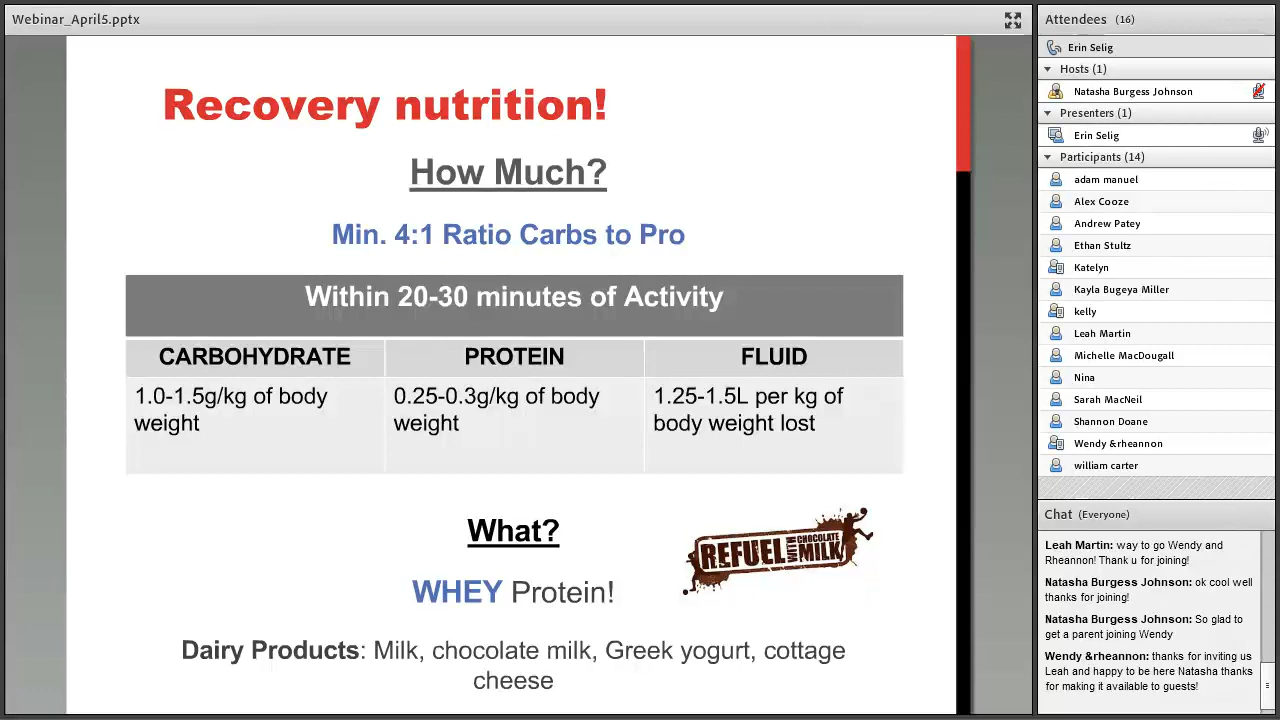 Webinar_April5.pptx
Recovery nutrition!
How Much?
Min. 4:1 Ratio Carbs to Pro
Within 20-30 minutes of Activity
CARBOHYDRATE PROTEIN FLUID
1.0-1.5g/kg of body 0.25-0.3g/kg of body 1.25-1.5L per kg of
weight weight body weight lost
What?
REFUEL WITH CHOCOLATE MILK
WHEY Protein!
Dairy Products: Milk, chocolate milk, Greek yogurt, cottage
cheese
Attendees (16)
Erin Selig
Hosts (1)
Natasha Burgess Johnson
Presenters (1)
Erin Selig
Participants (14)
adam manuel
Alex Cooze
Andrew Patey
Ethan Stultz
Katelyn
Kayla Bugeya Miller
kelly
Leah Martin
Michelle MacDougall
Nina
Sarah MacNeil
Shannon Doane
Wendy &rheannon
william carter
Chat (Everyone)
Leah Martin: way to go Wendy and
Rheannon! Thank u for joining!
Natasha Burgess Johnson: ok cool well
thanks for joining!
Natasha Burgess Johnson: So glad to
get a parent joining Wendy
Wendy &rheannon: thanks for inviting us
Leah and happy to be here Natasha thanks
for making it available to guests!